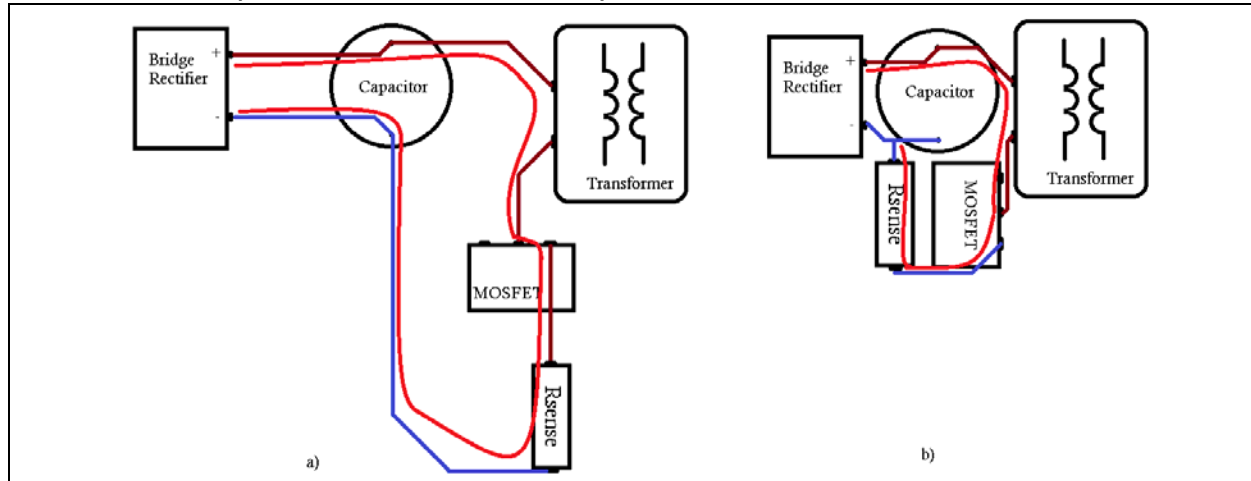 Bridge
Rectifier
+
-
Capacitor
Transformer
MOSFET
Rsense
a)
Bridge
Rectifier
+
-
Capacitor
Transformer
Rsense
MOSFET
b)